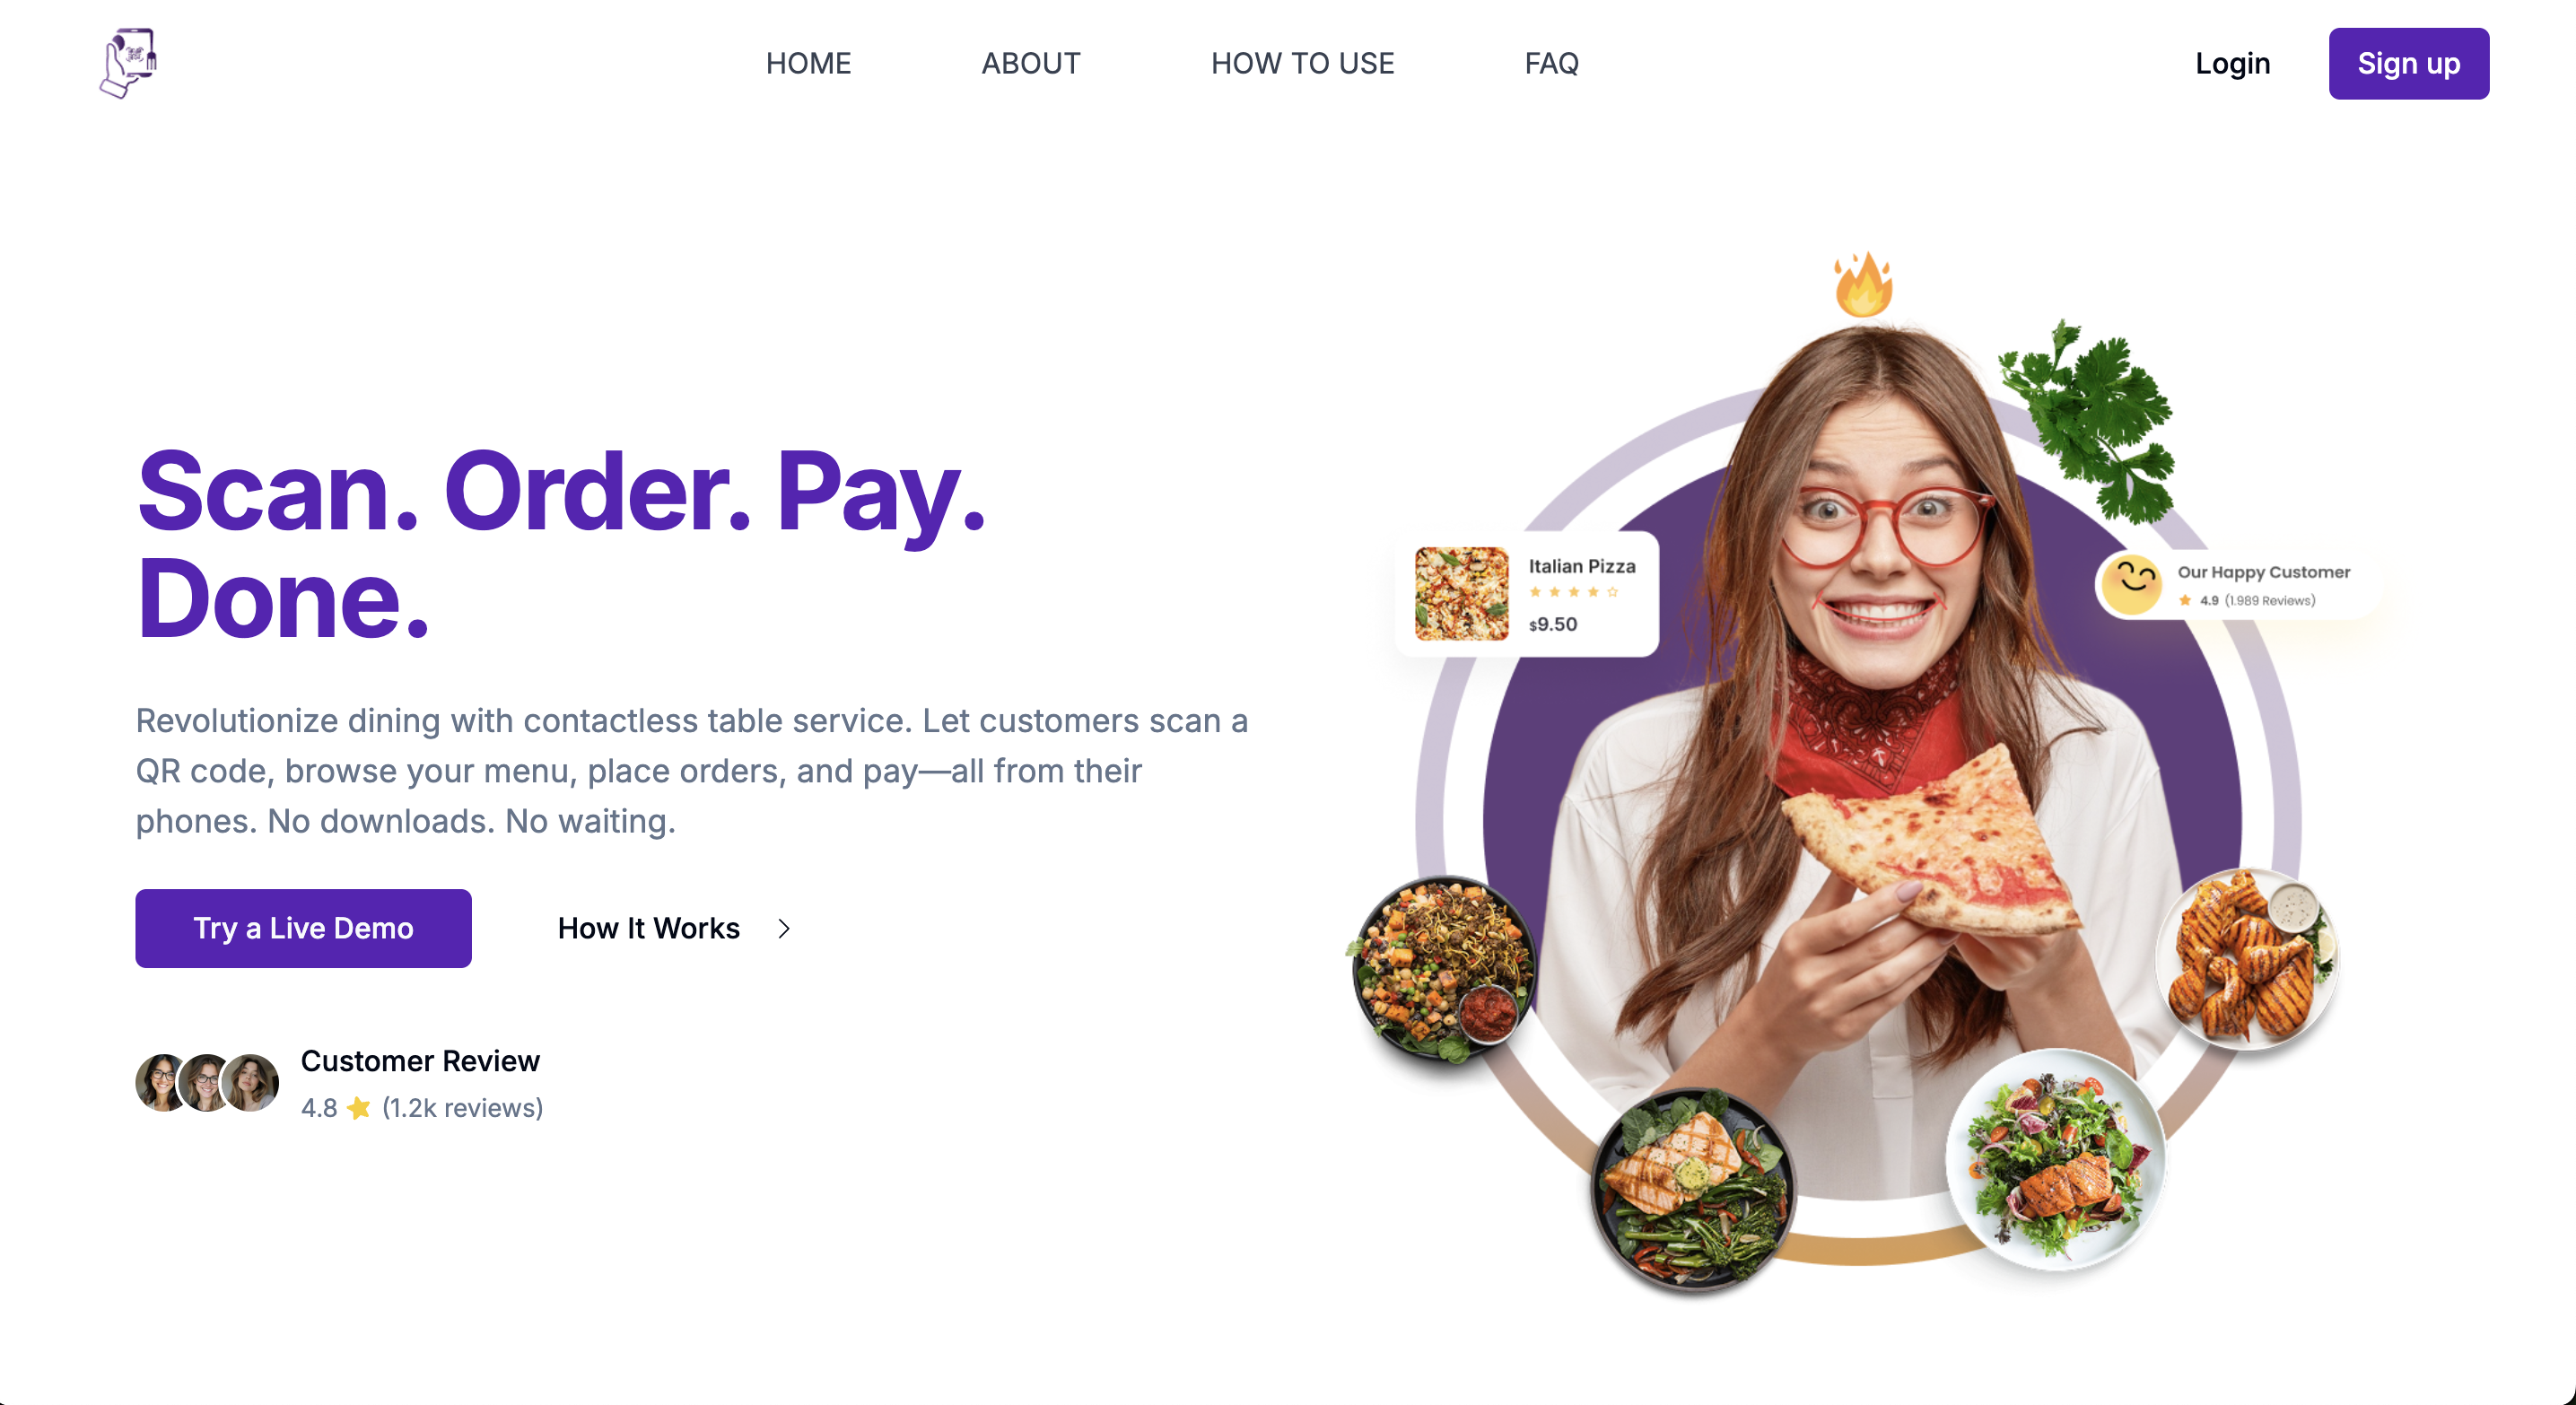 HOME
ABOUT
HOW TO USE
FAQ
Login
Sign up
Scan. Order. Pay.
Done.
Revolutionize dining with contactless table service. Let customers scan a
QR code, browse your menu, place orders, and pay—all from their
phones. No downloads. No waiting.
Try a Live Demo
How It Works
Customer Review
4.8 ⭐ (1.2k reviews)
Italian Pizza
$9.50
Our Happy Customer
4.9 (1.989 Reviews)